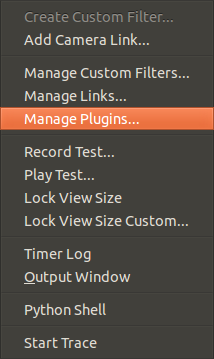 Create Custom Filter...
Add Camera Link...
Manage Custom Filters...
Manage Links...
Manage Plugins...
Record Test...
Play Test...
Lock View Size
Lock View Size Custom...
Timer Log
Output Window
Python Shell
Start Trace